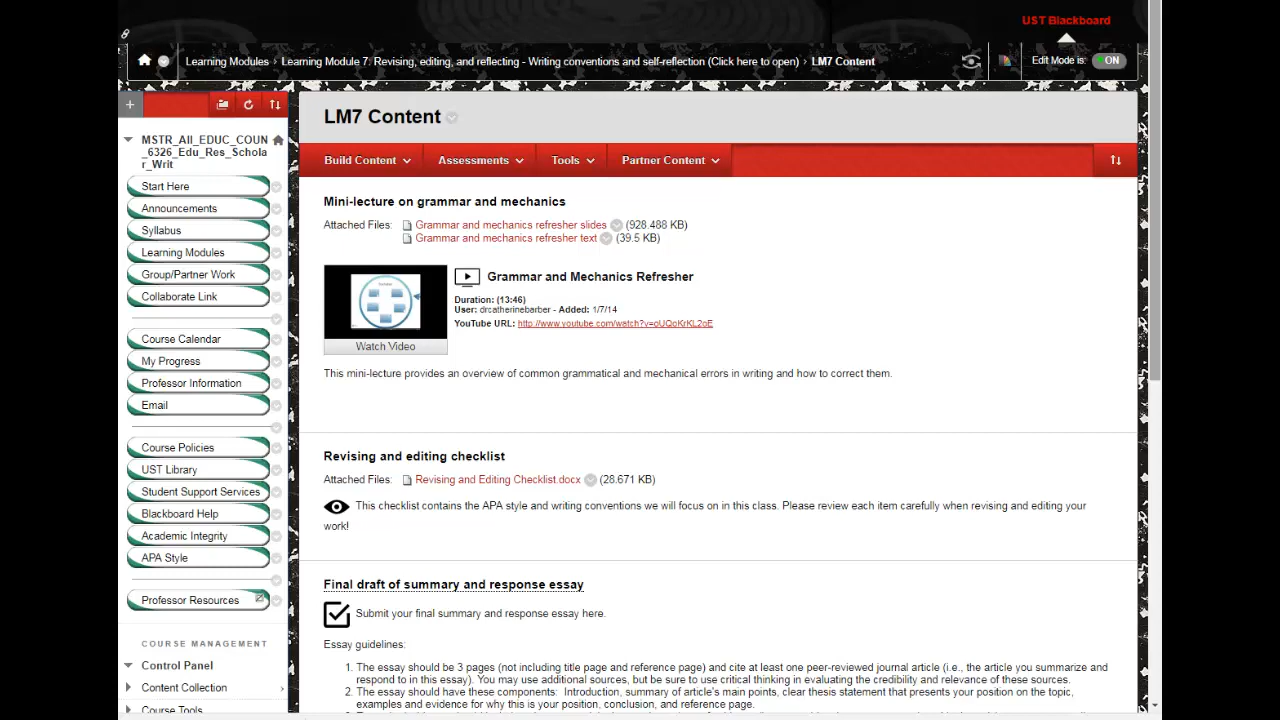 UST Blackboard
Learning Modules › Learning Module 7: Revising, editing, and reflecting - Writing conventions and self-reflection (Click here to open) › LM7 Content
Edit Mode is: ON
MSTR_All_EDUC_COUN
_6326_Edu_Res_Schola
r_Writ
Start Here
Announcements
Syllabus
Learning Modules
Group/Partner Work
Collaborate Link
Course Calendar
My Progress
Professor Information
Email
Course Policies
UST Library
Student Support Services
Blackboard Help
Academic Integrity
APA Style
Professor Resources
COURSE MANAGEMENT
Control Panel
Content Collection
Course Tools
LM7 Content
Build Content
Assessments
Tools
Partner Content
Mini-lecture on grammar and mechanics
Attached Files: Grammar and mechanics refresher slides (928.488 KB)
Grammar and mechanics refresher text (39.5 KB)
Grammar and Mechanics Refresher
Duration: (13:46)
User: drcatherinebarber - Added: 1/7/14
YouTube URL: http://www.youtube.com/watch?v=oUQoKrKL2oE
Watch Video
This mini-lecture provides an overview of common grammatical and mechanical errors in writing and how to correct them.
Revising and editing checklist
Attached Files: Revising and Editing Checklist.docx (28.671 KB)
This checklist contains the APA style and writing conventions we will focus on in this class. Please review each item carefully when revising and editing your
work!
Final draft of summary and response essay
Submit your final summary and response essay here.
Essay guidelines:
1. The essay should be 3 pages (not including title page and reference page) and cite at least one peer-reviewed journal article (i.e., the article you summarize and
respond to in this essay). You may use additional sources, but be sure to use critical thinking in evaluating the credibility and relevance of these sources.
2. The essay should have these components: Introduction, summary of article's main points, clear thesis statement that presents your position on the topic,
examples and evidence for why this is your position, conclusion, and reference page.